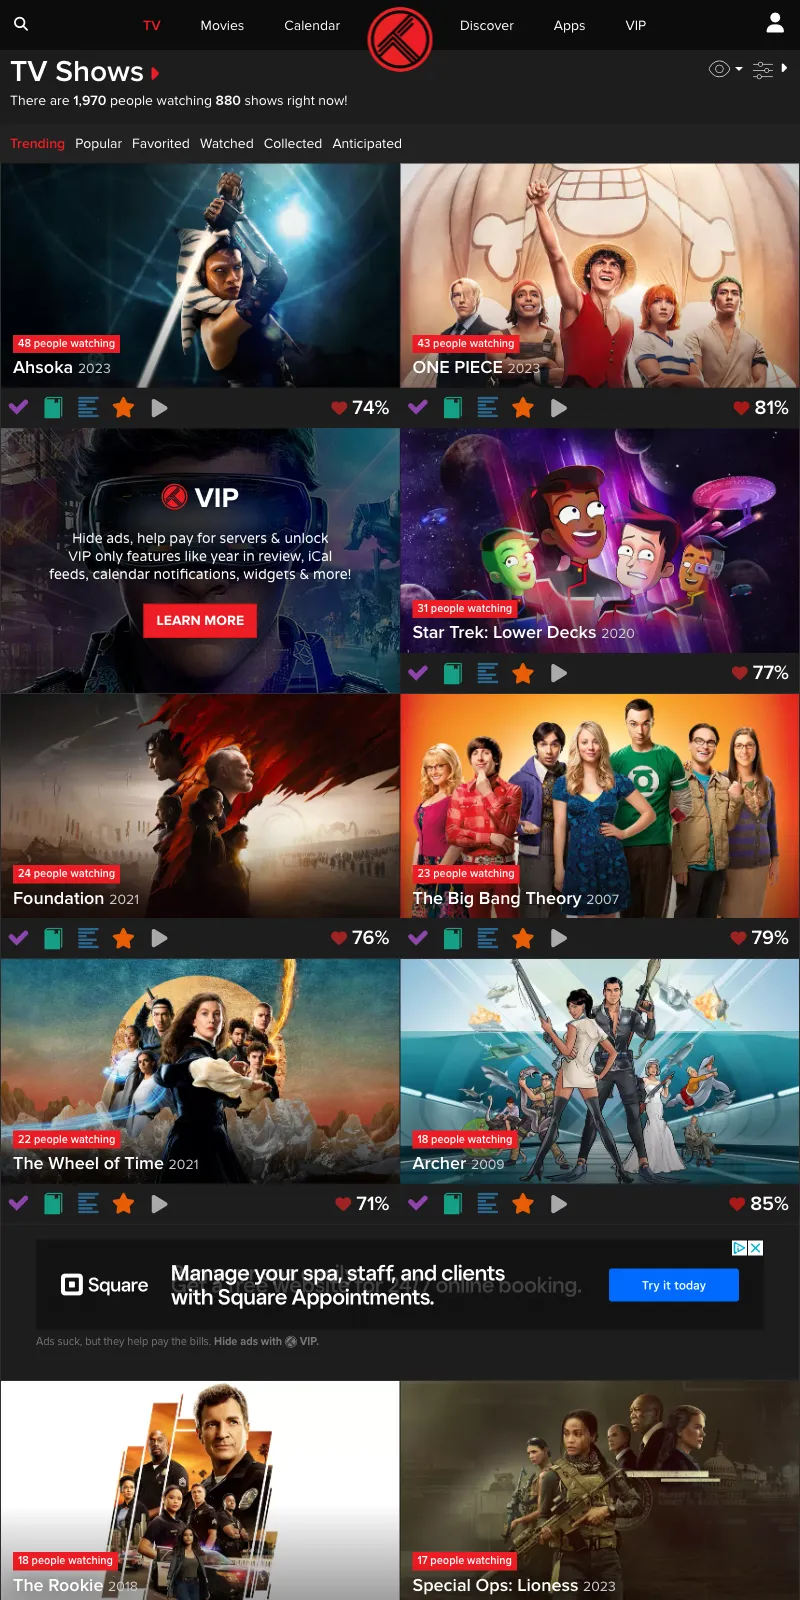 TV Movies Calendar Discover Apps VIP
TV Shows
There are 1,970 people watching 880 shows right now!
Trending Popular Favorited Watched Collected Anticipated
48 people watching
Ahsoka 2023
74%
43 people watching
ONE PIECE 2023
81%
VIP
Hide ads, help pay for servers & unlock
VIP only features like year in review, iCal
feeds, calendar notifications, widgets & more!
LEARN MORE
31 people watching
Star Trek: Lower Decks 2020
77%
24 people watching
Foundation 2021
76%
23 people watching
The Big Bang Theory 2007
79%
22 people watching
The Wheel of Time 2021
71%
18 people watching
Archer 2009
85%
Square
Manage your spa, staff, and clients
with Square Appointments.
Get a free website for 24/7 online booking.
Try it today
Ads suck, but they help pay the bills. Hide ads with VIP.
18 people watching
The Rookie 2018
17 people watching
Special Ops: Lioness 2023